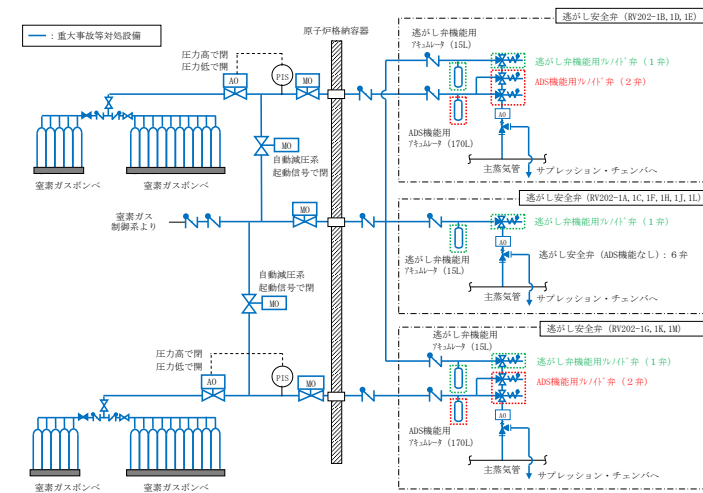 ：重大事故等対処設備
圧力高で閉
圧力低で開
AO
PIS
MO
原子炉格納容器
窒素ガスボンベ
窒素ガスボンベ
MO
自動減圧系
起動信号で閉
窒素ガス
制御系より
MO
自動減圧系
起動信号で閉
MO
圧力高で閉
圧力低で開
AO
PIS
MO
窒素ガスボンベ
窒素ガスボンベ
逃がし安全弁 (RV202-1B, 1D, 1E)
逃がし弁機能用
ｱｷｭﾑﾚｰﾀ (15L)
逃がし弁機能用ｿﾚﾉｲﾄﾞ弁（１弁）
ADS機能用ｿﾚﾉｲﾄﾞ弁（２弁）
ADS機能用
ｱｷｭﾑﾚｰﾀ (170L)
AO
主蒸気管
サプレッション・チェンバへ
逃がし安全弁 (RV202-1A, 1C, 1F, 1H, 1J, 1L)
逃がし弁機能用ｿﾚﾉｲﾄﾞ弁（１弁）
逃がし弁機能用
ｱｷｭﾑﾚｰﾀ (15L)
AO
逃がし安全弁（ADS機能なし）：６弁
主蒸気管
サプレッション・チェンバへ
逃がし安全弁 (RV202-1G, 1K, 1M)
逃がし弁機能用
ｱｷｭﾑﾚｰﾀ (15L)
逃がし弁機能用ｿﾚﾉｲﾄﾞ弁（１弁）
ADS機能用ｿﾚﾉｲﾄﾞ弁（２弁）
ADS機能用
ｱｷｭﾑﾚｰﾀ (170L)
AO
主蒸気管
サプレッション・チェンバへ